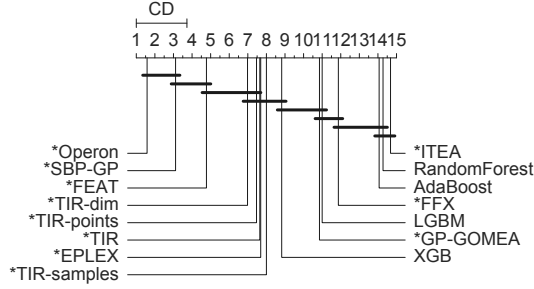 CD
1 2 3 4 5 6 7 8 9 10 11 12 13 14 15
*Operon
*SBP-GP
*FEAT
*TIR-dim
*TIR-points
*TIR
*EPLEX
*TIR-samples
*ITEA
RandomForest
AdaBoost
*FFX
LGBM
*GP-GOMEA
XGB